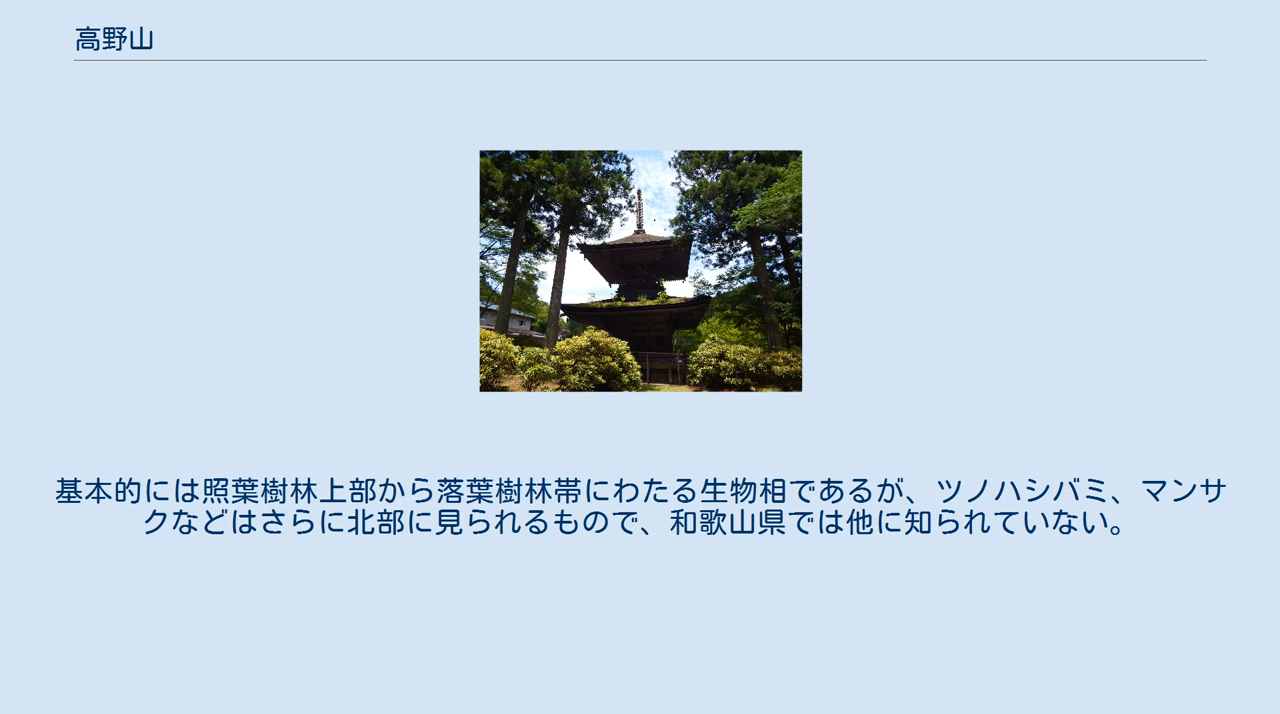 高野山
基本的には照葉樹林上部から落葉樹林帯にわたる生物相であるが、ツノハシバミ、マンサ
クなどはさらに北部に見られるもので、和歌山県では他に知られていない。